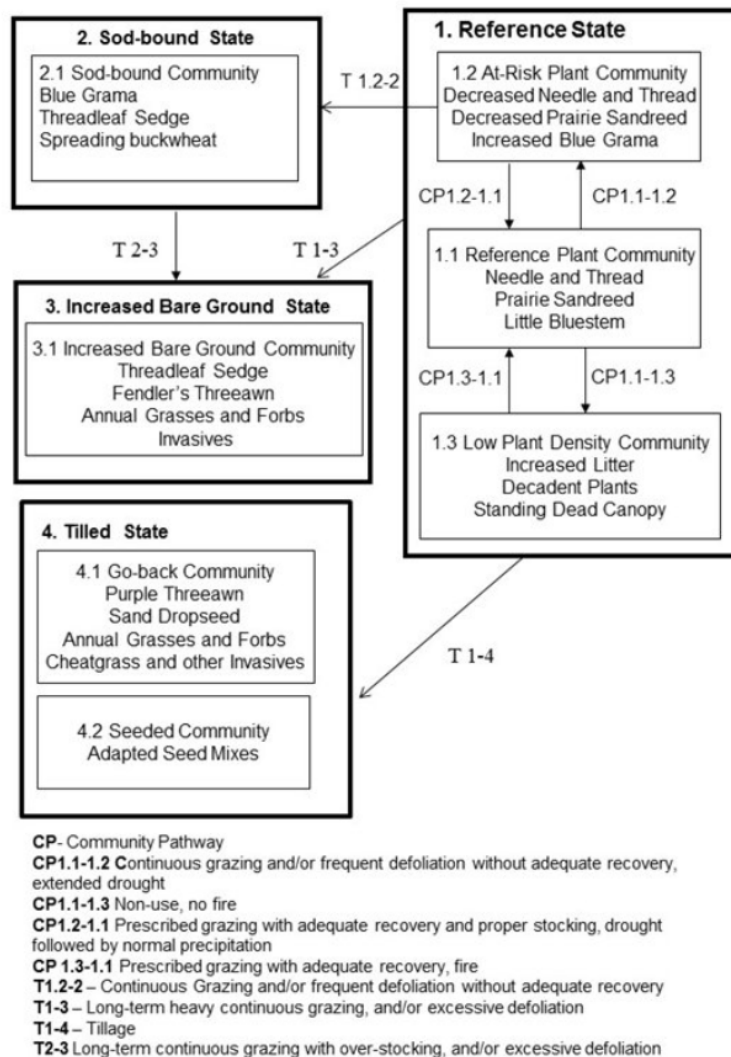 2. Sod-bound State
2.1 Sod-bound Community
Blue Grama
Threadleaf Sedge
Spreading buckwheat
T 1.2-2
1. Reference State
1.2 At-Risk Plant Community
Decreased Needle and Thread
Decreased Prairie Sandreed
Increased Blue Grama
CP1.2-1.1
CP1.1-1.2
T 2-3
T 1-3
1.1 Reference Plant Community
Needle and Thread
Prairie Sandreed
Little Bluestem
3. Increased Bare Ground State
3.1 Increased Bare Ground Community
Threadleaf Sedge
Fendler's Threeawn
Annual Grasses and Forbs
Invasives
CP1.3-1.1
CP1.1-1.3
1.3 Low Plant Density Community
Increased Litter
Decadent Plants
Standing Dead Canopy
4. Tilled State
4.1 Go-back Community
Purple Threeawn
Sand Dropseed
Annual Grasses and Forbs
Cheatgrass and other Invasives
T 1-4
4.2 Seeded Community
Adapted Seed Mixes
CP- Community Pathway
CP1.1-1.2 Continuous grazing and/or frequent defoliation without adequate recovery,
extended drought
CP1.1-1.3 Non-use, no fire
CP1.2-1.1 Prescribed grazing with adequate recovery and proper stocking, drought
followed by normal precipitation
CP 1.3-1.1 Prescribed grazing with adequate recovery, fire
T1.2-2 – Continuous Grazing and/or frequent defoliation without adequate recovery
T1-3 – Long-term heavy continuous grazing, and/or excessive defoliation
T1-4 – Tillage
T2-3 Long-term continuous grazing with over-stocking, and/or excessive defoliation